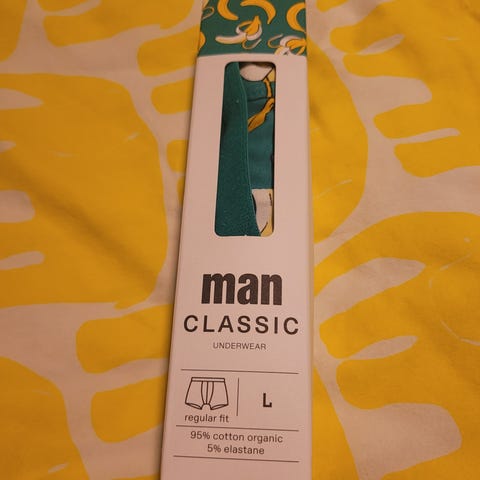 man
CLASSIC
UNDERWEAR
L
regular fit
95% cotton organic
5% elastane